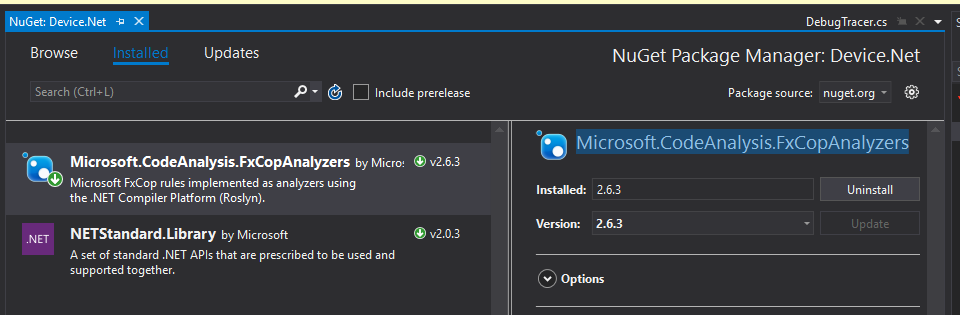 NuGet: Device.Net
DebugTracer.cs
Browse
Installed
Updates
NuGet Package Manager: Device.Net
Search (Ctrl+L)
Include prerelease
Package source:
nuget.org
Microsoft.CodeAnalysis.FxCopAnalyzers by Micros
v2.6.3
Microsoft FxCop rules implemented as analyzers using
the .NET Compiler Platform (Roslyn).
.NET
NETStandard.Library by Microsoft
v2.0.3
A set of standard .NET APIs that are prescribed to be used and
supported together.
Microsoft.CodeAnalysis.FxCopAnalyzers
Installed:
2.6.3
Uninstall
Version:
2.6.3
Update
Options